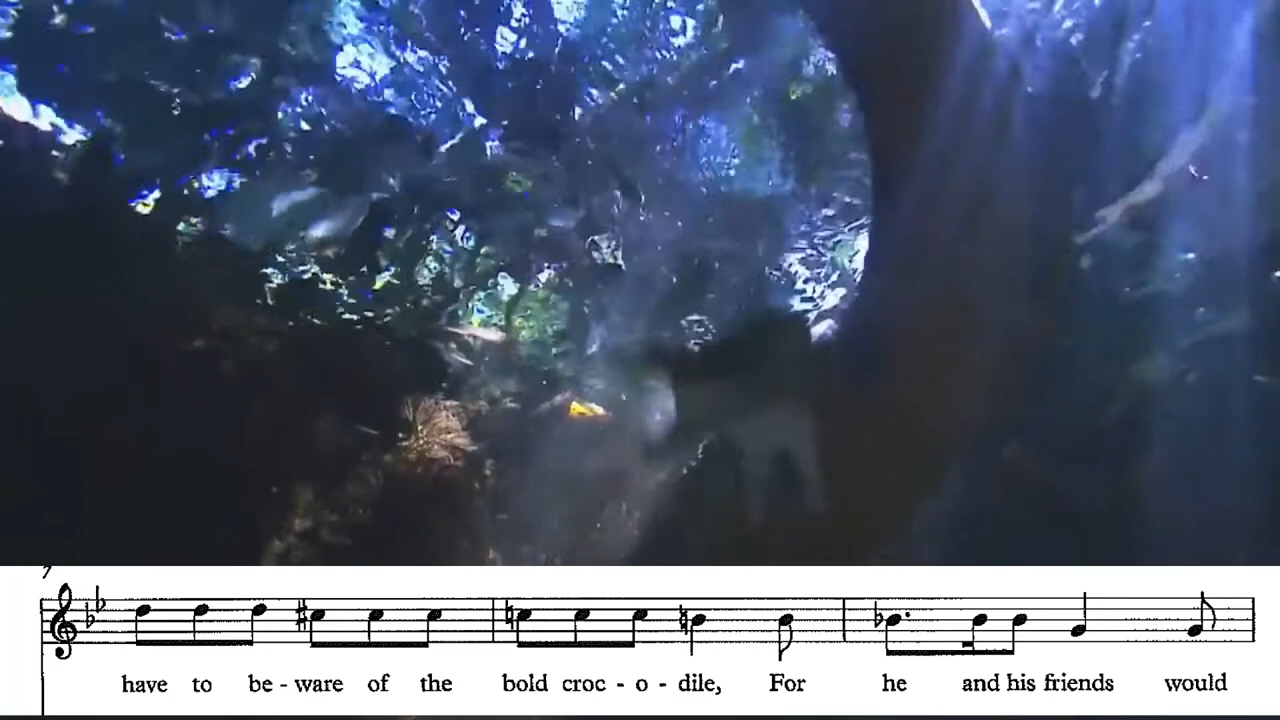 7
have to be - ware of the bold croc - o - dile, For he and his friends would